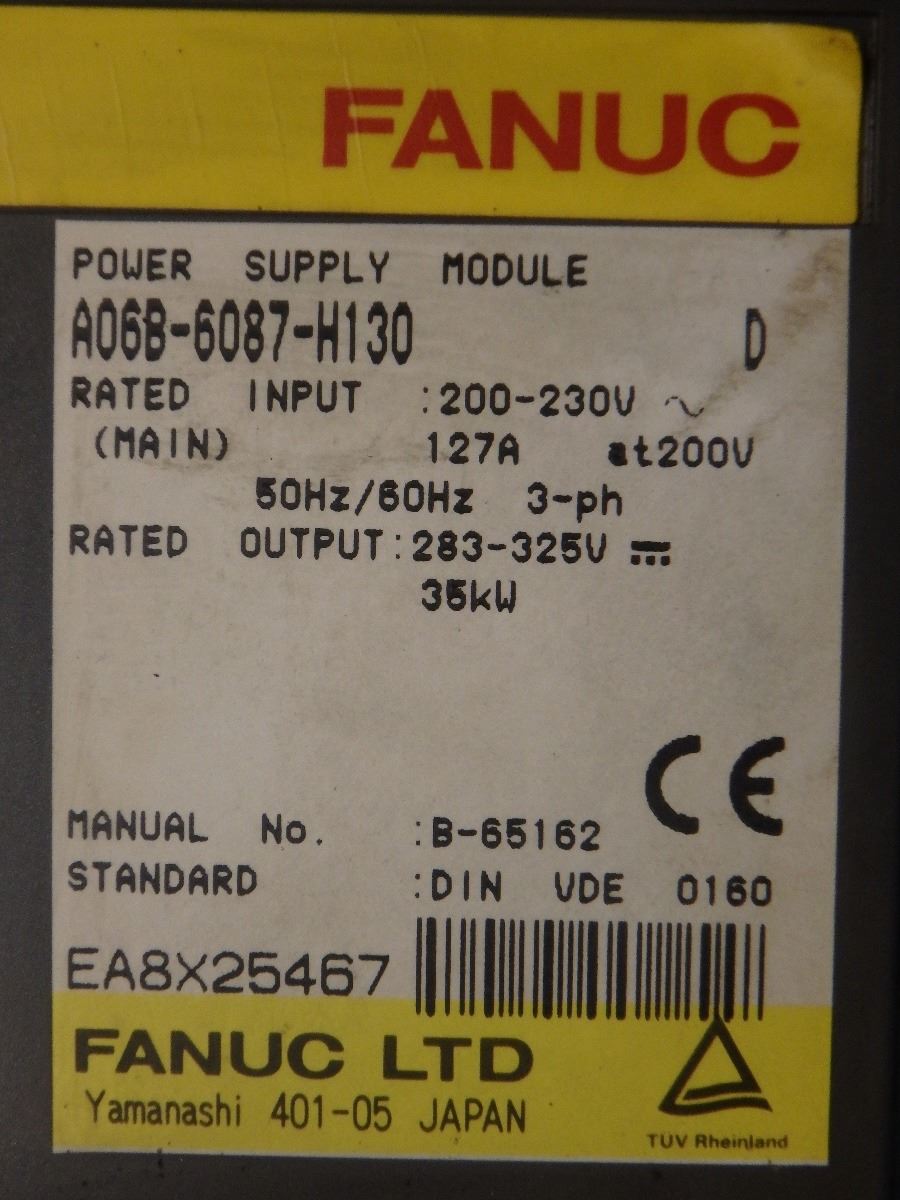 FANUC
POWER SUPPLY MODULE
A06B-6087-H130 D
RATED INPUT :200-230V ~
(MAIN) 127A at200V
50Hz/60Hz 3-ph
RATED OUTPUT:283-325V ⎓
35kW
CE
MANUAL No. :B-65162
STANDARD :DIN VDE 0160
EA8X25467
FANUC LTD
Yamanashi 401-05 JAPAN
TÜV Rheinland